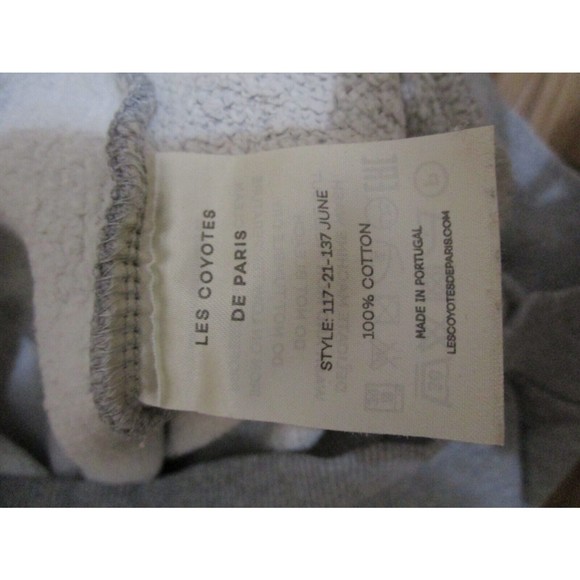 LES COYOTES
DE PARIS
STYLE: 117-21-137 JUNE
100% COTTON
MADE IN PORTUGAL
LESCOYOTESDEPARIS.COM